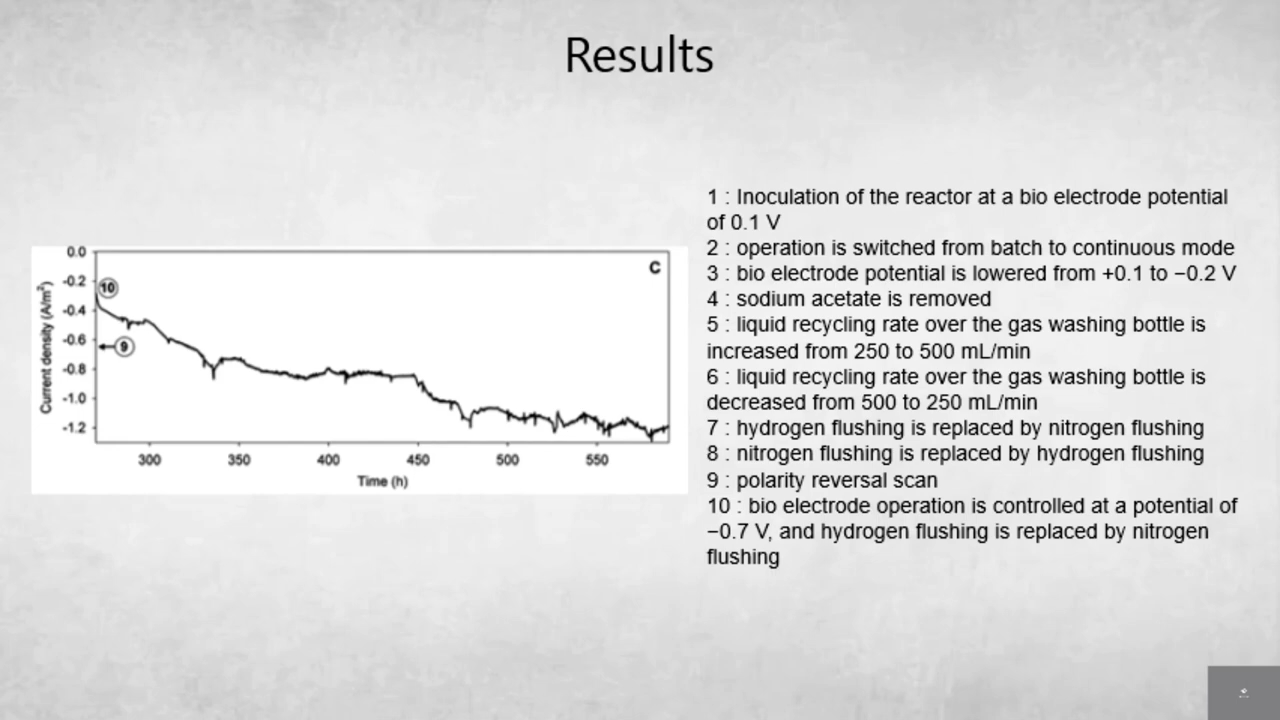 Results
0.0
C
-0.2
10
-0.4
-0.6
9
-0.8
-1.0
-1.2
Current density (A/m²)
300 350 400 450 500 550
Time (h)
1 : Inoculation of the reactor at a bio electrode potential
of 0.1 V
2 : operation is switched from batch to continuous mode
3 : bio electrode potential is lowered from +0.1 to −0.2 V
4 : sodium acetate is removed
5 : liquid recycling rate over the gas washing bottle is
increased from 250 to 500 mL/min
6 : liquid recycling rate over the gas washing bottle is
decreased from 500 to 250 mL/min
7 : hydrogen flushing is replaced by nitrogen flushing
8 : nitrogen flushing is replaced by hydrogen flushing
9 : polarity reversal scan
10 : bio electrode operation is controlled at a potential of
−0.7 V, and hydrogen flushing is replaced by nitrogen
flushing